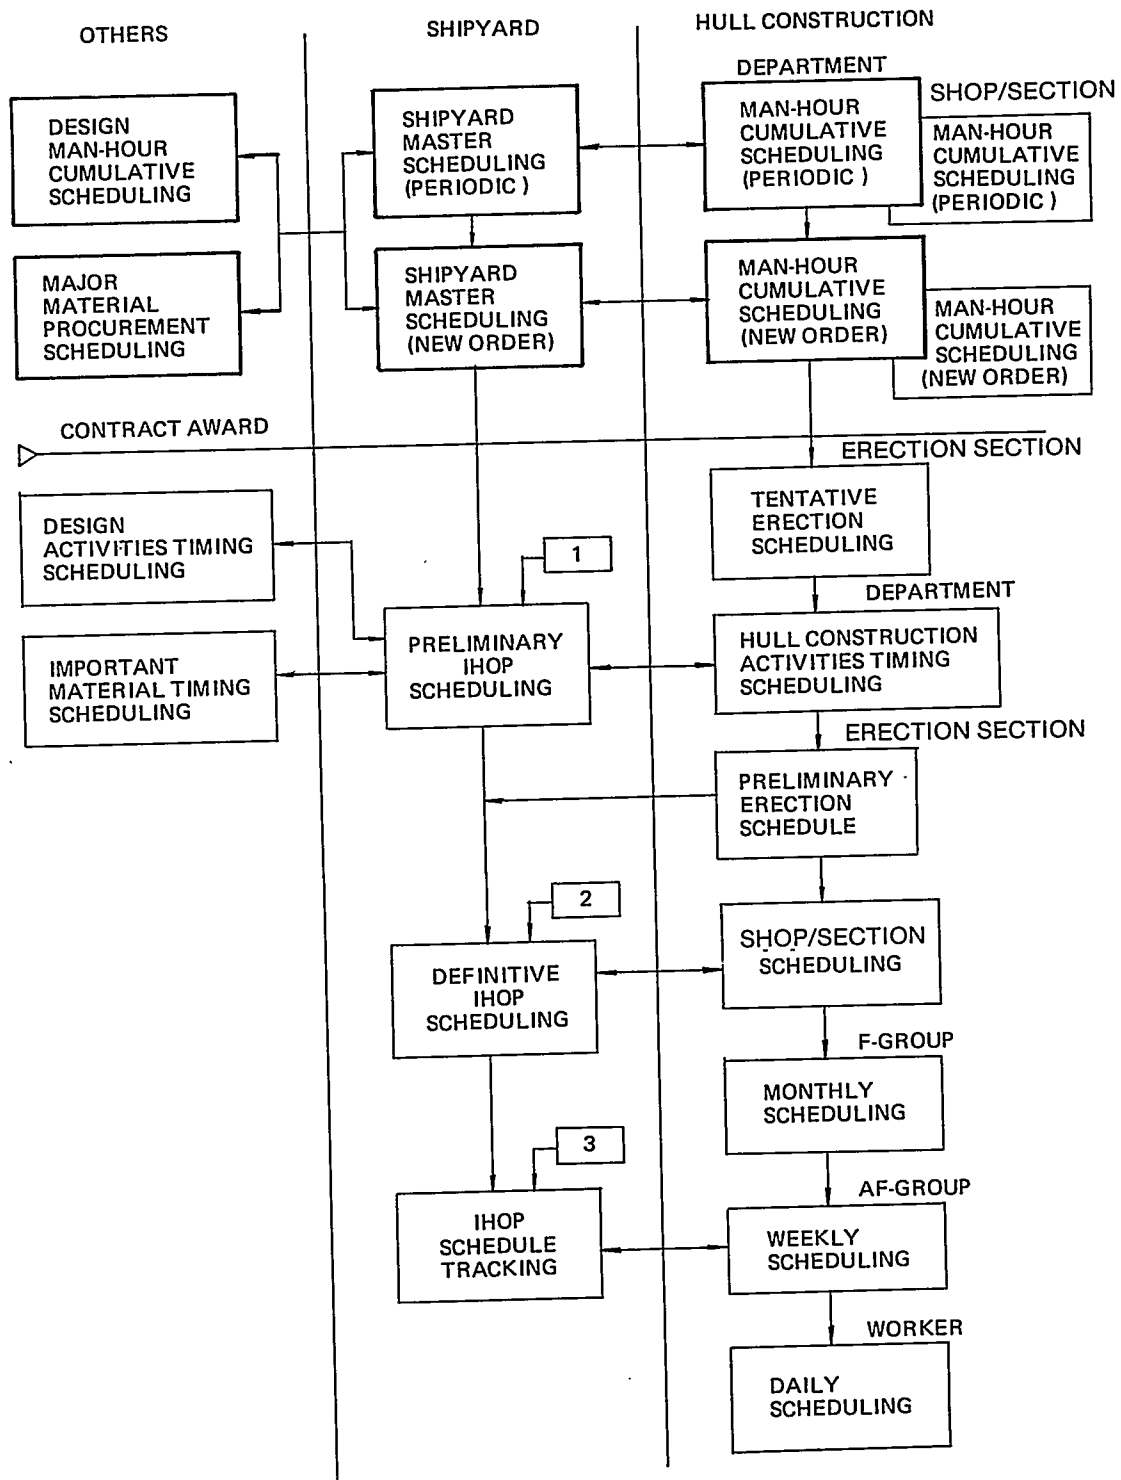 OTHERS
SHIPYARD
HULL CONSTRUCTION
DEPARTMENT
SHOP/SECTION
DESIGN
MAN-HOUR
CUMULATIVE
SCHEDULING
SHIPYARD
MASTER
SCHEDULING
(PERIODIC)
MAN-HOUR
CUMULATIVE
SCHEDULING
(PERIODIC)
MAN-HOUR
CUMULATIVE
SCHEDULING
(PERIODIC)
MAJOR
MATERIAL
PROCUREMENT
SCHEDULING
SHIPYARD
MASTER
SCHEDULING
(NEW ORDER)
MAN-HOUR
CUMULATIVE
SCHEDULING
(NEW ORDER)
MAN-HOUR
CUMULATIVE
SCHEDULING
(NEW ORDER)
CONTRACT AWARD
ERECTION SECTION
TENTATIVE
ERECTION
SCHEDULING
DESIGN
ACTIVITIES TIMING
SCHEDULING
1
DEPARTMENT
IMPORTANT
MATERIAL TIMING
SCHEDULING
PRELIMINARY
IHOP
SCHEDULING
HULL CONSTRUCTION
ACTIVITIES TIMING
SCHEDULING
ERECTION SECTION
PRELIMINARY
ERECTION
SCHEDULE
2
SHOP/SECTION
SCHEDULING
DEFINITIVE
IHOP
SCHEDULING
F-GROUP
MONTHLY
SCHEDULING
3
AF-GROUP
IHOP
SCHEDULE
TRACKING
WEEKLY
SCHEDULING
WORKER
DAILY
SCHEDULING